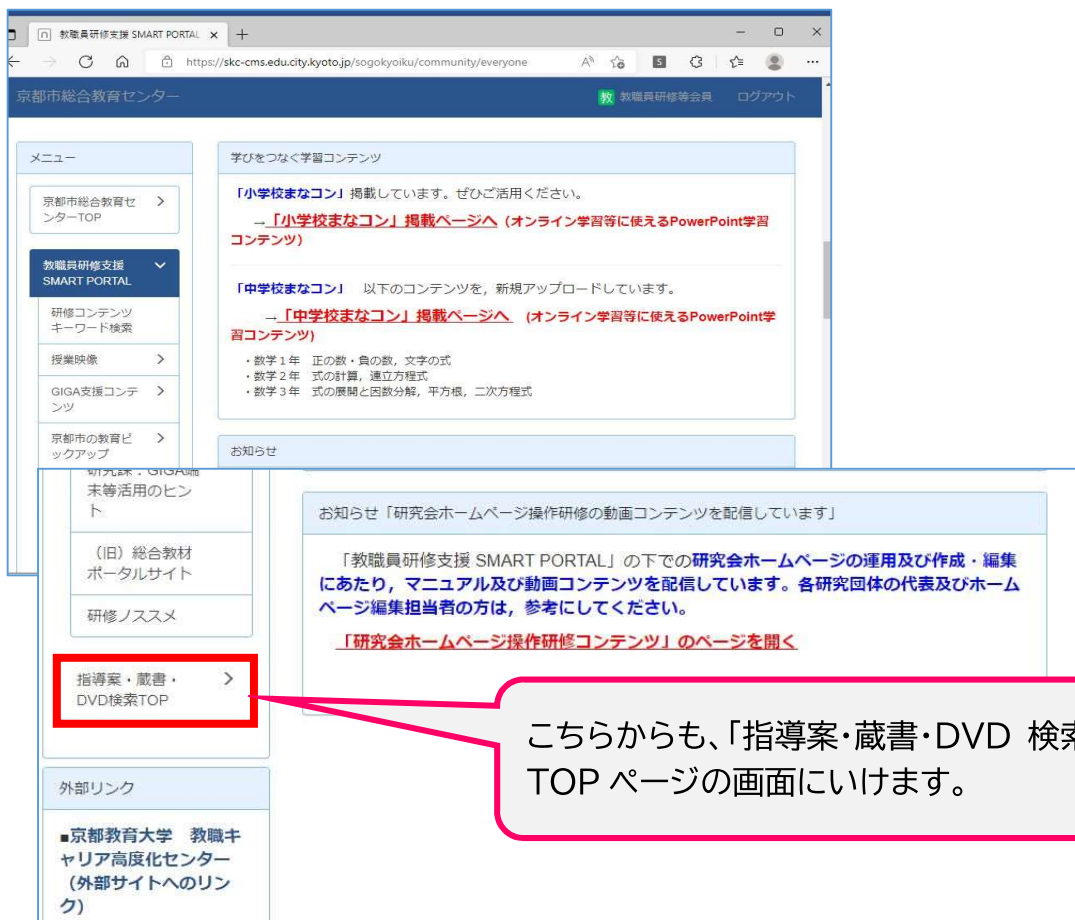 教職員研修支援 SMART PORTAL
https://skc-cms.edu.city.kyoto.jp/sogokyoiku/community/everyone
京都市総合教育センター
教 教職員研修等会員 ログアウト
メニュー
京都市総合教育セ
ンターTOP
教職員研修支援
SMART PORTAL
研修コンテンツ
キーワード検索
授業映像
GIGA支援コンテ
ンツ
京都市の教育ピ
ックアップ
学びをつなぐ学習コンテンツ
「小学校まなコン」掲載しています。ぜひご活用ください。
→「小学校まなコン」掲載ページへ (オンライン学習等に使えるPowerPoint学習
コンテンツ)
「中学校まなコン」 以下のコンテンツを，新規アップロードしています。
→「中学校まなコン」掲載ページへ (オンライン学習等に使えるPowerPoint学
習コンテンツ)
・数学１年 正の数・負の数，文字の式
・数学２年 式の計算，連立方程式
・数学３年 式の展開と因数分解，平方根，二次方程式
お知らせ
研究課：GIGA端
末等活用のヒン
ト
（旧）総合教材
ポータルサイト
研修ノススメ
指導案・蔵書・
DVD検索TOP
外部リンク
■京都教育大学 教職キ
ャリア高度化センター
（外部サイトへのリン
ク）
お知らせ「研究会ホームページ操作研修の動画コンテンツを配信しています」
「教職員研修支援 SMART PORTAL」の下での研究会ホームページの運用及び作成・編集
にあたり，マニュアル及び動画コンテンツを配信しています。各研究団体の代表及びホーム
ページ編集担当者の方は，参考にしてください。
「研究会ホームページ操作研修コンテンツ」のページを開く
こちらからも、「指導案・蔵書・DVD 検索
TOP ページの画面にいけます。